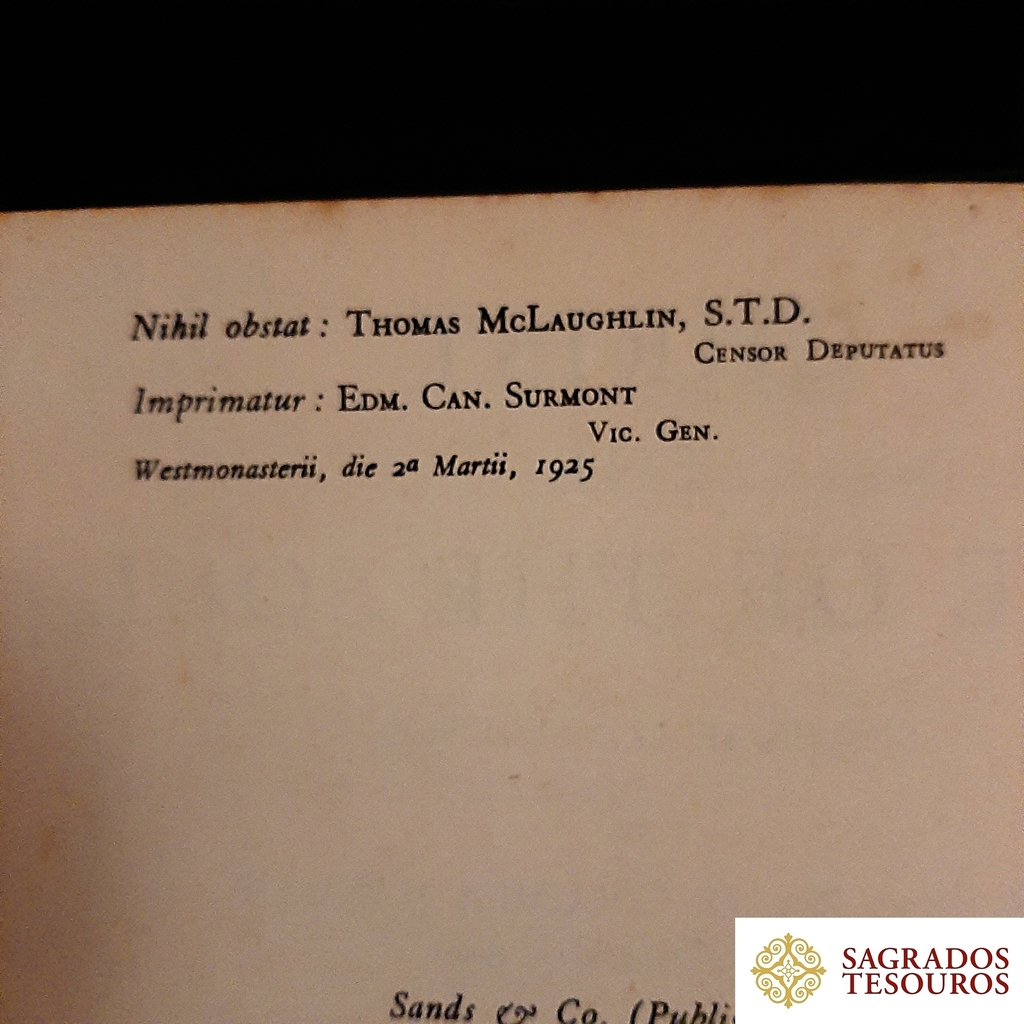 Nihil obstat : Thomas McLaughlin, S.T.D.
Censor Deputatus
Imprimatur : Edm. Can. Surmont
Vic. Gen.
Westmonasterii, die 2ª Martii, 1925
Sands & Co. (Publi
SAGRADOS
TESOUROS